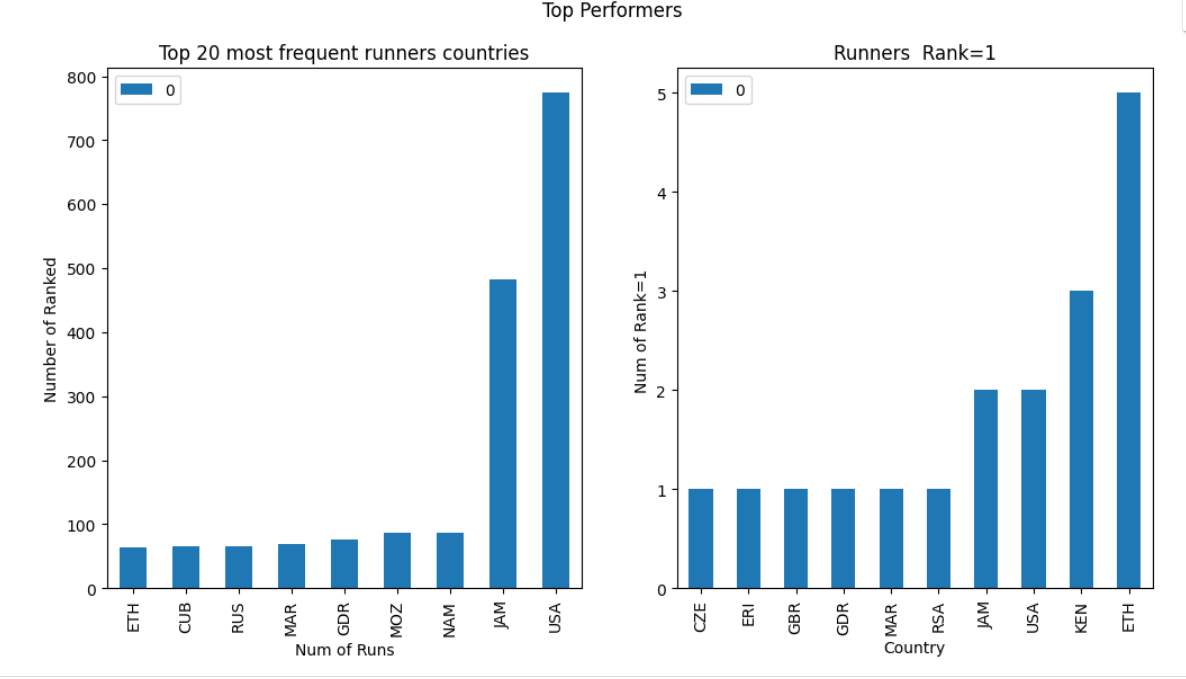 Top Performers
Top 20 most frequent runners countries
0
Number of Ranked
800
700
600
500
400
300
200
100
0
ETH
CUB
RUS
MAR
GDR
MOZ
NAM
JAM
USA
Num of Runs
Runners  Rank=1
0
Num of Rank=1
5
4
3
2
1
0
CZE
ERI
GBR
GDR
MAR
RSA
JAM
USA
KEN
ETH
Country